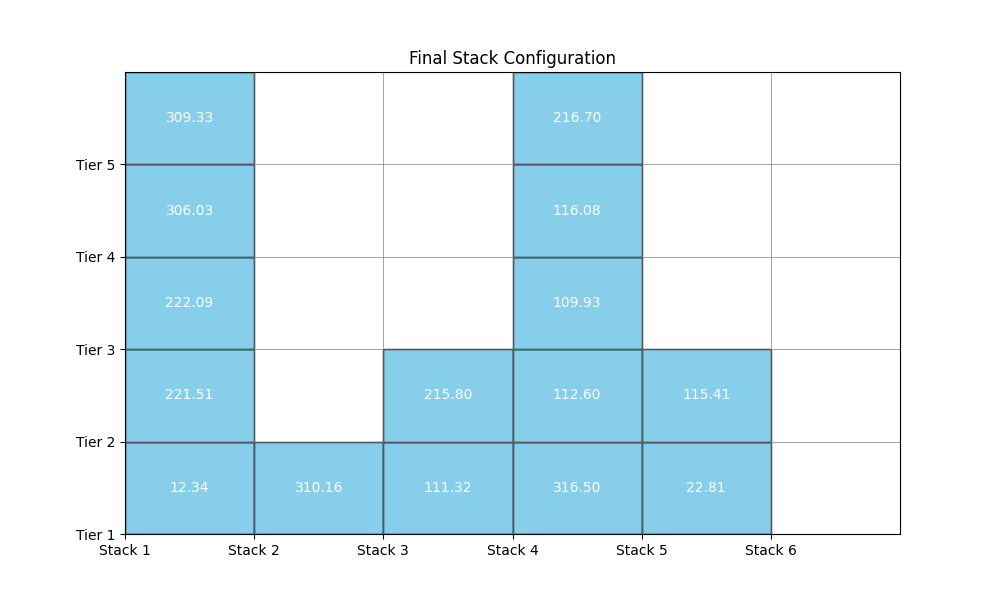 Final Stack Configuration
309.33 216.70
Tier 5
306.03 116.08
Tier 4
222.09 109.93
Tier 3
221.51 215.80 112.60 115.41
Tier 2
12.34 310.16 111.32 316.50 22.81
Tier 1
Stack 1 Stack 2 Stack 3 Stack 4 Stack 5 Stack 6